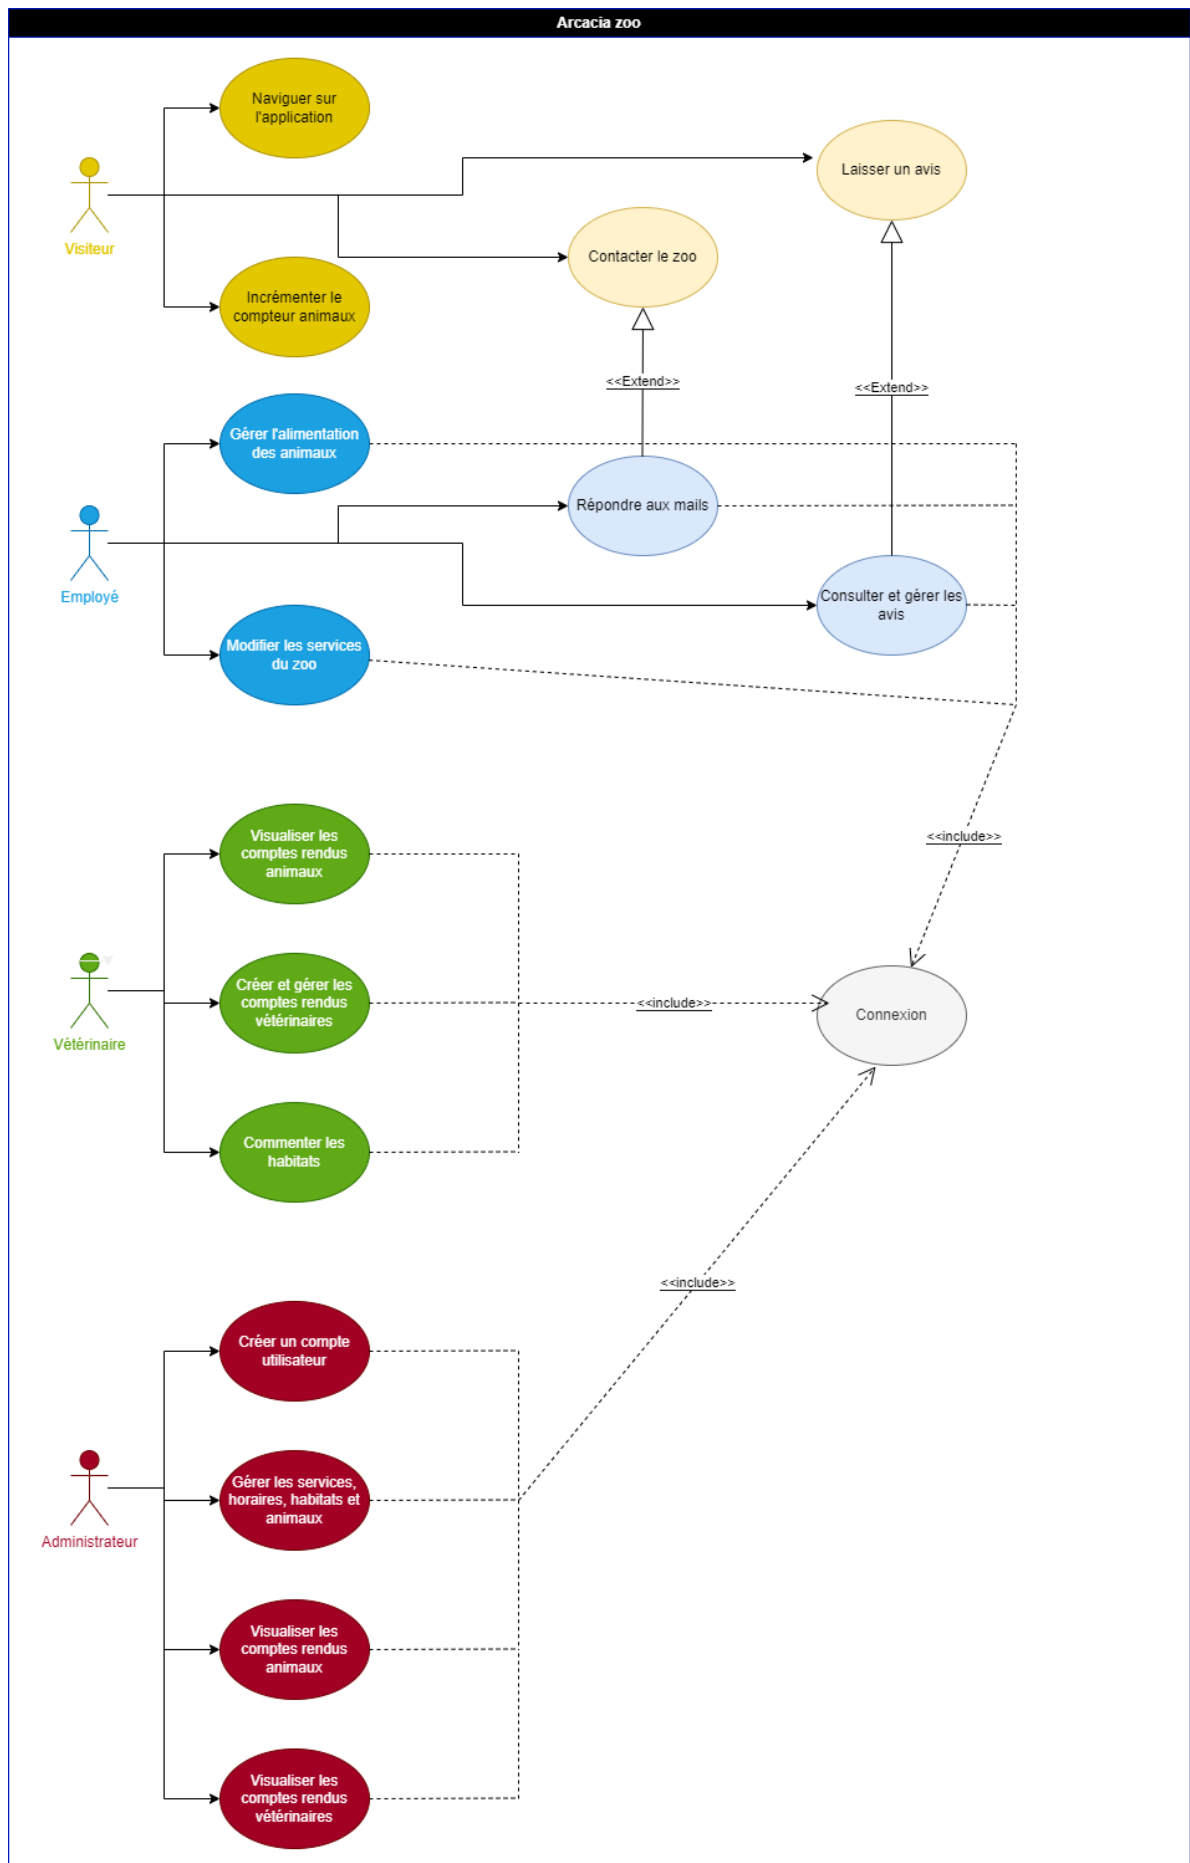 Arcacia zoo
Naviguer sur
l'application
Laisser un avis
Visiteur
Contacter le zoo
Incrémenter le
compteur animaux
<<Extend>>
<<Extend>>
Gérer l'alimentation
des animaux
Répondre aux mails
Employé
Consulter et gérer les
avis
Modifier les services
du zoo
Visualiser les
comptes rendus
animaux
<<include>>
Créer et gérer les
comptes rendus
vétérinaires
<<include>>
Connexion
Vétérinaire
Commenter les
habitats
<<include>>
Créer un compte
utilisateur
Gérer les services,
horaires, habitats et
animaux
Administrateur
Visualiser les
comptes rendus
animaux
Visualiser les
comptes rendus
vétérinaires